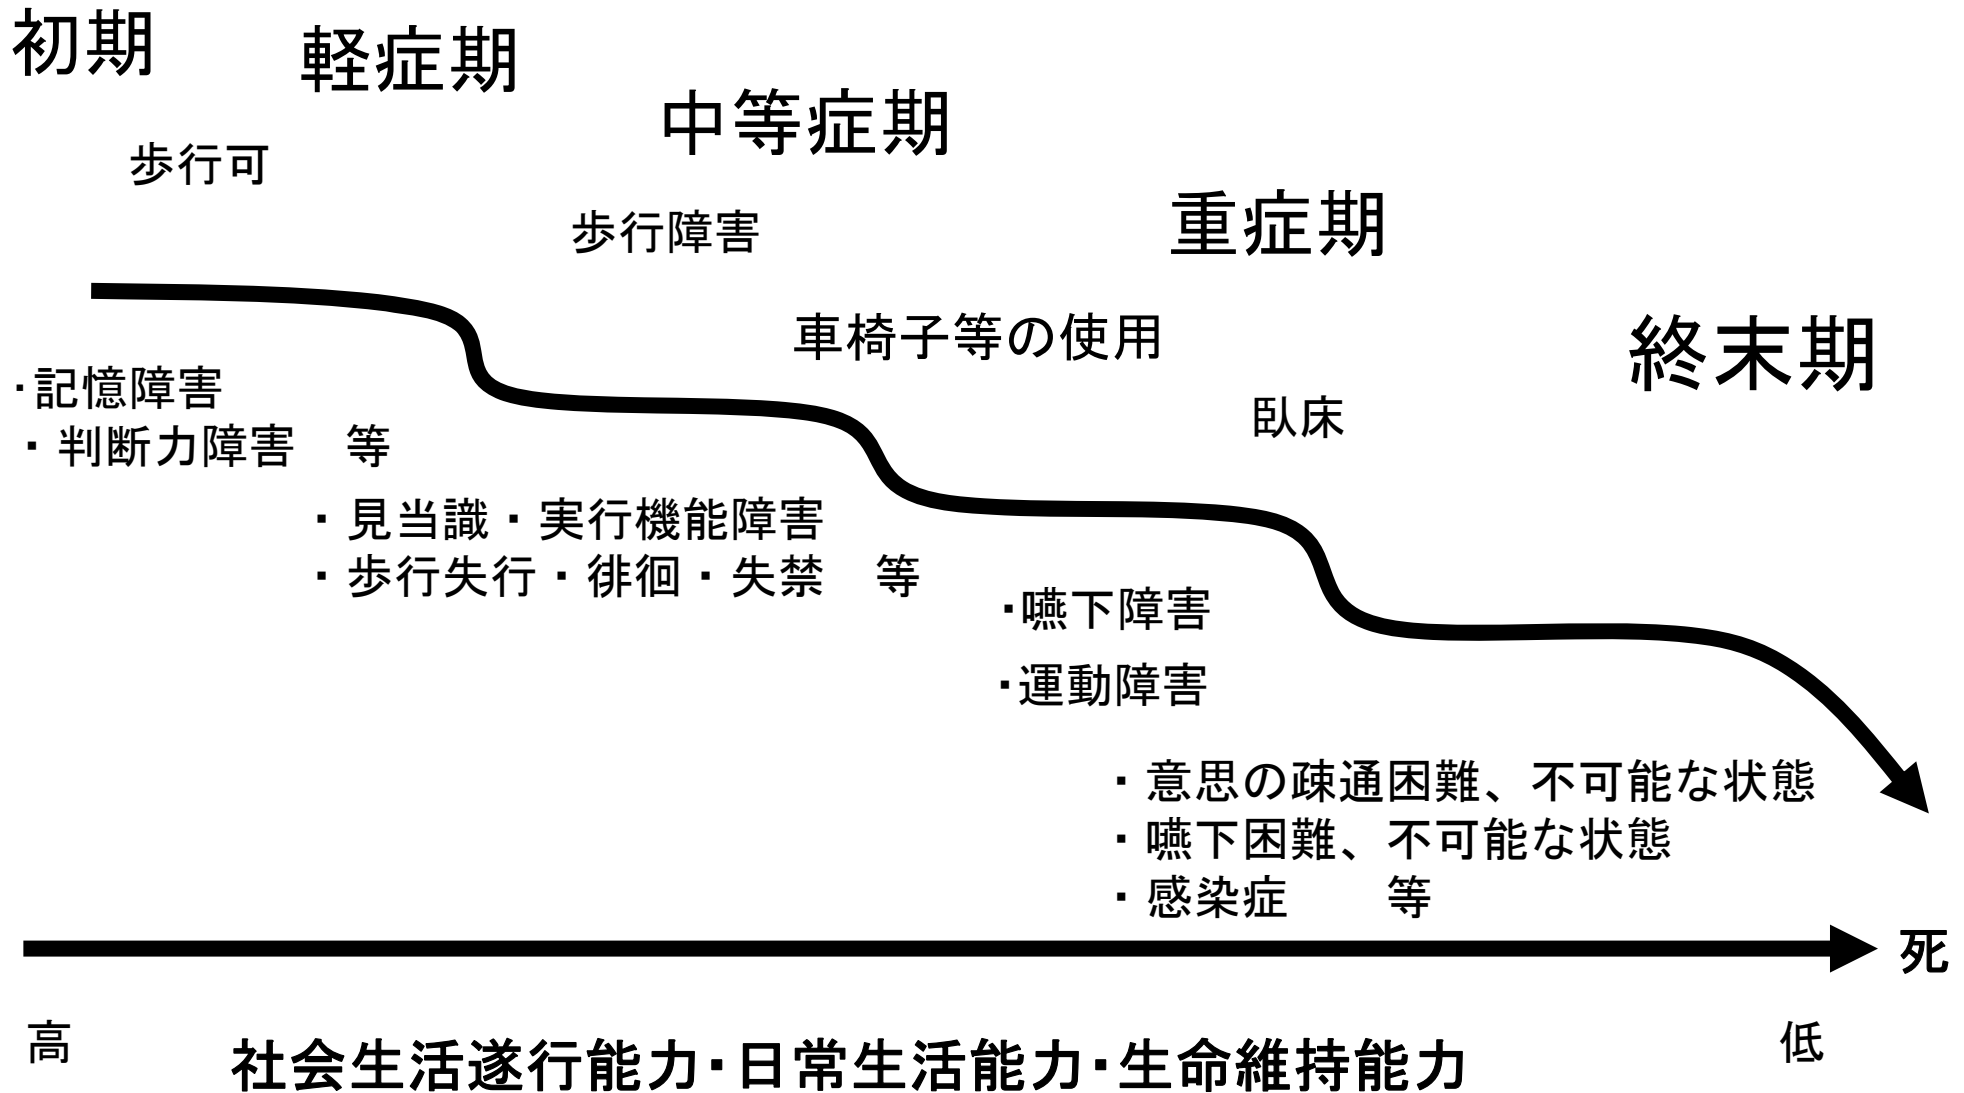 初期
軽症期
中等症期
歩行可
歩行障害
重症期
車椅子等の使用
終末期
・記憶障害
・判断力障害　等
臥床
・見当識・実行機能障害
・歩行失行・徘徊・失禁　等
・嚥下障害
・運動障害
・意思の疎通困難、不可能な状態
・嚥下困難、不可能な状態
・感染症　　等
死
高
低
社会生活遂行能力・日常生活能力・生命維持能力